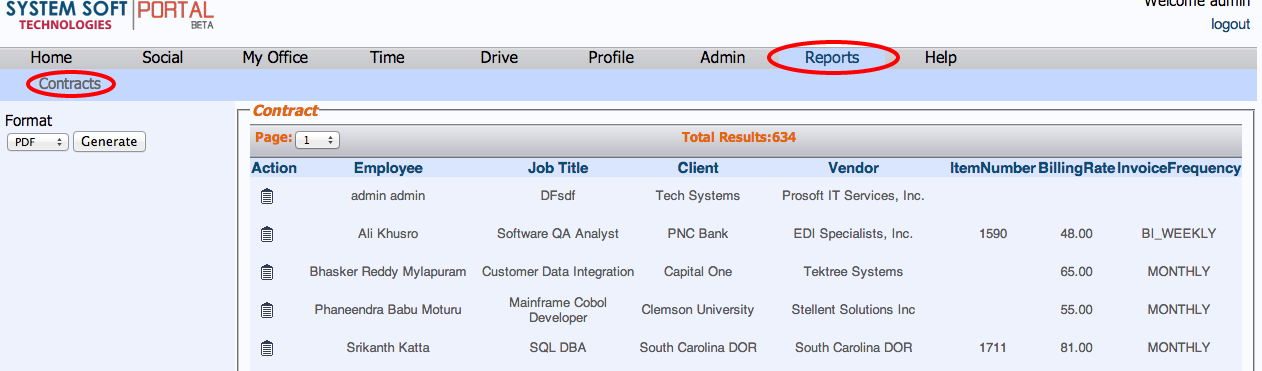 SYSTEM SOFT PORTAL
TECHNOLOGIES BETA
Welcome admin
logout
Home Social My Office Time Drive Profile Admin Reports Help
Contracts
Format
PDF Generate
Contract
Page: 1 Total Results:634
Action Employee Job Title Client Vendor ItemNumber BillingRate InvoiceFrequency
admin admin DFsdf Tech Systems Prosoft IT Services, Inc.
Ali Khusro Software QA Analyst PNC Bank EDI Specialists, Inc. 1590 48.00 BI_WEEKLY
Bhasker Reddy Mylapuram Customer Data Integration Capital One Tektree Systems 65.00 MONTHLY
Phaneendra Babu Moturu Mainframe Cobol Developer Clemson University Stellent Solutions Inc 55.00 MONTHLY
Srikanth Katta SQL DBA South Carolina DOR South Carolina DOR 1711 81.00 MONTHLY